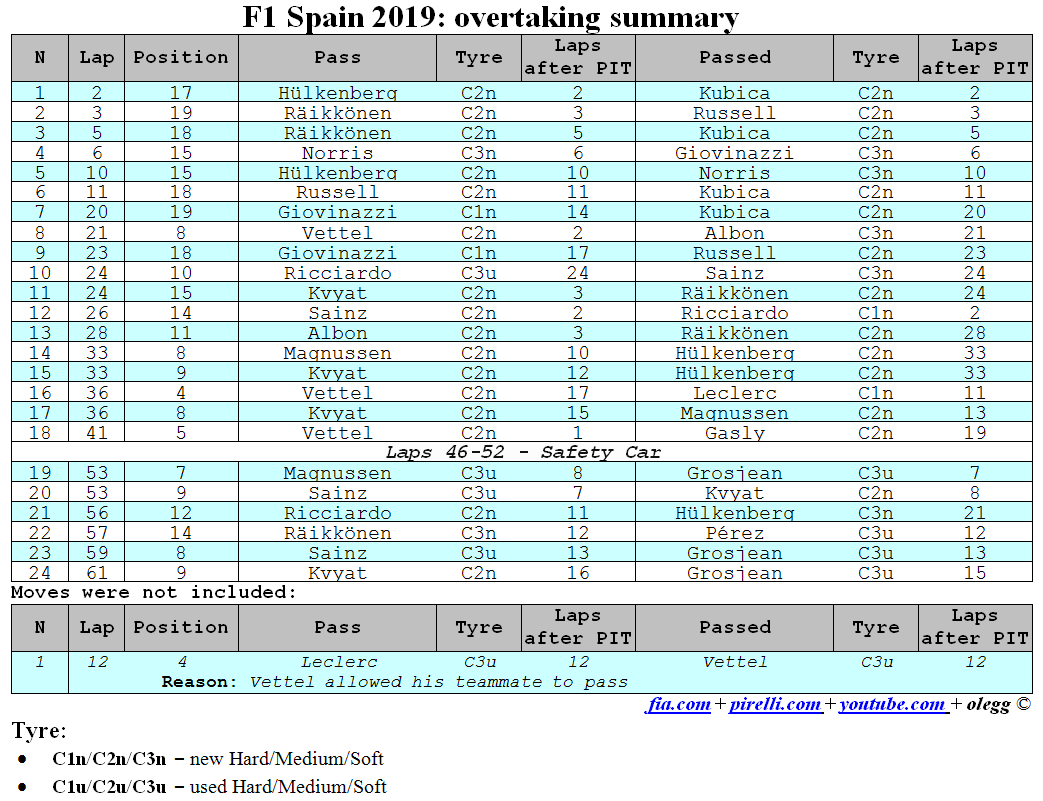 F1 Spain 2019: overtaking summary
N Lap Position Pass Tyre Laps after PIT Passed Tyre Laps after PIT
1 2 17 Hülkenberg C2n 2 Kubica C2n 2
2 3 19 Räikkönen C2n 3 Russell C2n 3
3 5 18 Räikkönen C2n 5 Kubica C2n 5
4 6 15 Norris C3n 6 Giovinazzi C3n 6
5 10 15 Hülkenberg C2n 10 Norris C3n 10
6 11 18 Russell C2n 11 Kubica C2n 11
7 20 19 Giovinazzi C1n 14 Kubica C2n 20
8 21 8 Vettel C2n 2 Albon C3n 21
9 23 18 Giovinazzi C1n 17 Russell C2n 23
10 24 10 Ricciardo C3u 24 Sainz C3n 24
11 24 15 Kvyat C2n 3 Räikkönen C2n 24
12 26 14 Sainz C2n 2 Ricciardo C1n 2
13 28 11 Albon C2n 3 Räikkönen C2n 28
14 33 8 Magnussen C2n 10 Hülkenberg C2n 33
15 33 9 Kvyat C2n 12 Hülkenberg C2n 33
16 36 4 Vettel C2n 17 Leclerc C1n 11
17 36 8 Kvyat C2n 15 Magnussen C2n 13
18 41 5 Vettel C2n 1 Gasly C2n 19
Laps 46-52 - Safety Car
19 53 7 Magnussen C3u 8 Grosjean C3u 7
20 53 9 Sainz C3u 7 Kvyat C2n 8
21 56 12 Ricciardo C2n 11 Hülkenberg C3n 21
22 57 14 Räikkönen C3n 12 Pérez C3u 12
23 59 8 Sainz C3u 13 Grosjean C3u 13
24 61 9 Kvyat C2n 16 Grosjean C3u 15
Moves were not included:
N Lap Position Pass Tyre Laps after PIT Passed Tyre Laps after PIT
1 12 4 Leclerc C3u 12 Vettel C3u 12
Reason: Vettel allowed his teammate to pass
fia.com + pirelli.com + youtube.com + olegg ©
Tyre:
• C1n/C2n/C3n – new Hard/Medium/Soft
• C1u/C2u/C3u – used Hard/Medium/Soft